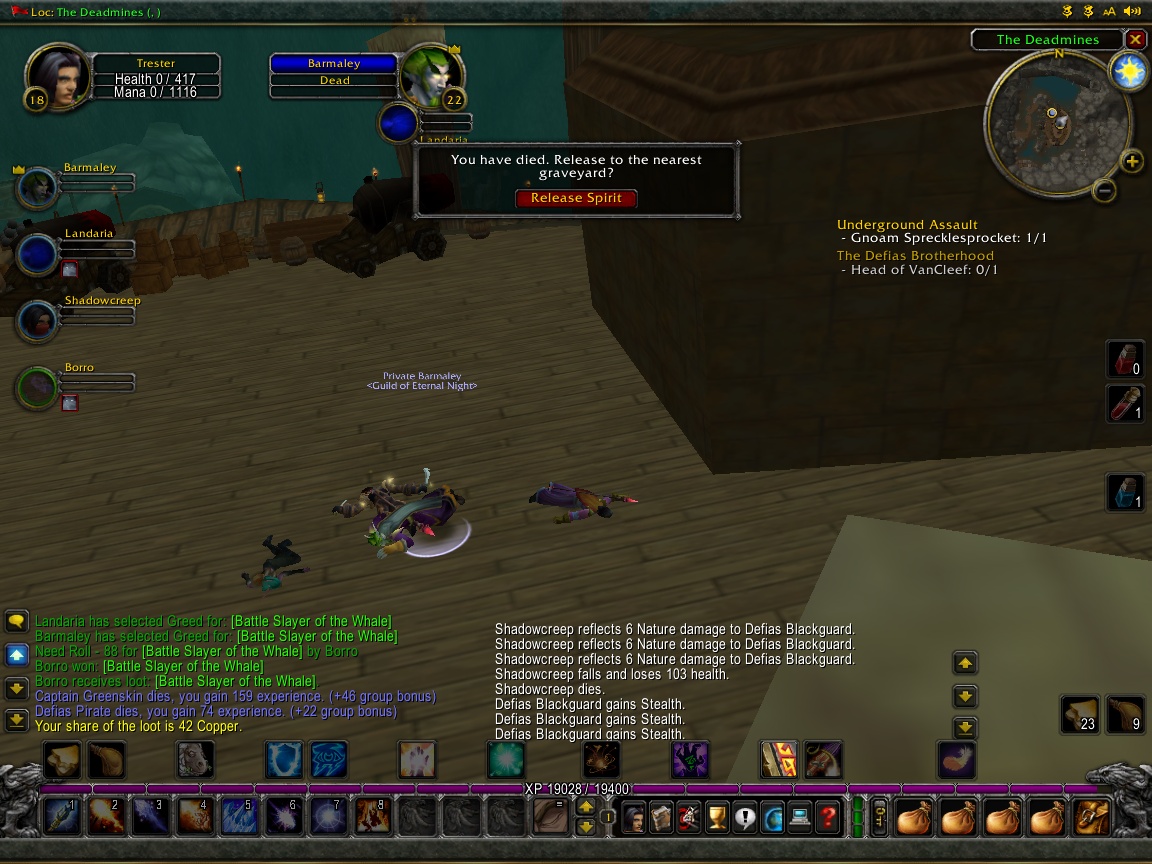 Loc: The Deadmines (, )
The Deadmines
N
Trester
Health 0 / 417
Mana 0 / 1116
18
Barmaley
Dead
22
Landaria
You have died. Release to the nearest
graveyard?
Release Spirit
Barmaley
Landaria
Shadowcreep
Borro
Underground Assault
- Gnoam Sprecklesprocket: 1/1
The Defias Brotherhood
- Head of VanCleef: 0/1
0
1
1
Private Barmaley
<Guild of Eternal Night>
Landaria has selected Greed for: [Battle Slayer of the Whale]
Barmaley has selected Greed for: [Battle Slayer of the Whale]
Need Roll - 88 for [Battle Slayer of the Whale] by Borro
Borro won: [Battle Slayer of the Whale]
Borro receives loot: [Battle Slayer of the Whale].
Captain Greenskin dies, you gain 159 experience. (+46 group bonus)
Defias Pirate dies, you gain 74 experience. (+22 group bonus)
Your share of the loot is 42 Copper.
Shadowcreep reflects 6 Nature damage to Defias Blackguard.
Shadowcreep reflects 6 Nature damage to Defias Blackguard.
Shadowcreep reflects 6 Nature damage to Defias Blackguard.
Shadowcreep falls and loses 103 health.
Shadowcreep dies.
Defias Blackguard gains Stealth.
Defias Blackguard gains Stealth.
Defias Blackguard gains Stealth.
23
9
XP 19028 / 19400
1 2 3 4 5 6 7 8 =
1